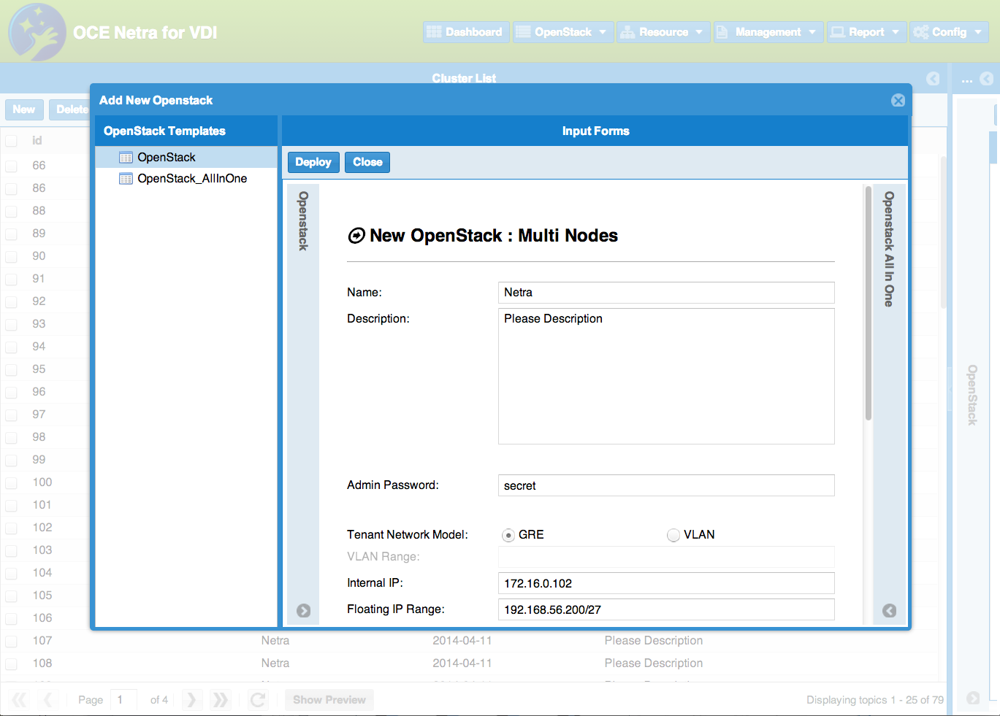 OCE Netra for VDI
Dashboard OpenStack Resource Management Report Config
Cluster List ...
New Delete
Add New Openstack
OpenStack Templates
OpenStack
OpenStack_AllInOne
Input Forms
Deploy Close
Openstack
New OpenStack : Multi Nodes
Name: Netra
Description: Please Description
Admin Password: secret
Tenant Network Model: GRE VLAN
VLAN Range:
Internal IP: 172.16.0.102
Floating IP Range: 192.168.56.200/27
Openstack All In One
OpenStack
id
66
86
88
89
90
91
92
93
94
95
96
97
98
99
100
101
102
103
104
105
106
107 Netra 2014-04-11 Please Description
108 Netra 2014-04-11 Please Description
Page 1 of 4 Show Preview Displaying topics 1 - 25 of 79